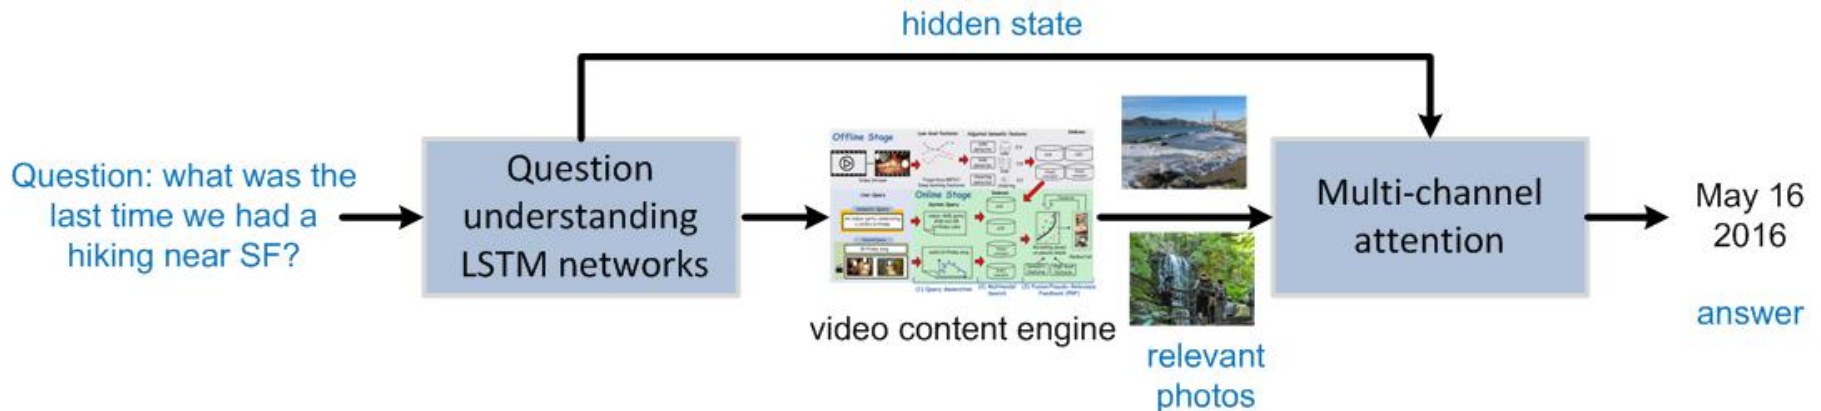 hidden state
Question: what was the
last time we had a
hiking near SF?
Question
understanding
LSTM networks
Offline Stage
Online Stage
video content engine
relevant
photos
Multi-channel
attention
May 16
2016
answer